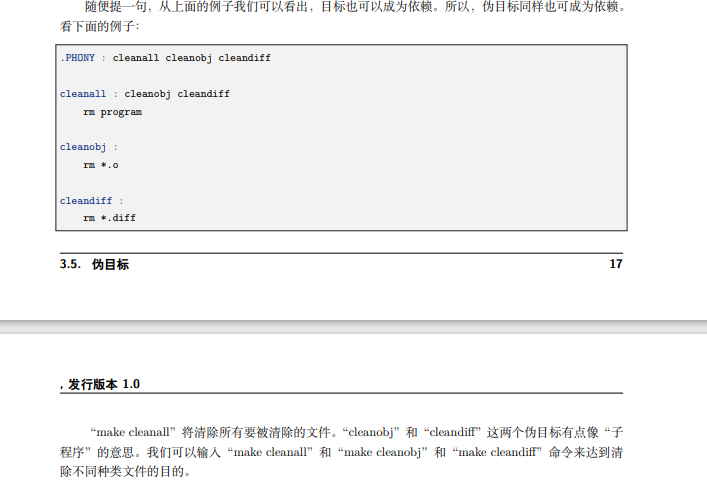 随便提一句，从上面的例子我们可以看出，目标也可以成为依赖。所以，伪目标同样也可成为依赖。
看下面的例子：
.PHONY : cleanall cleanobj cleandiff
cleanall : cleanobj cleandiff
    rm program
cleanobj :
    rm *.o
cleandiff :
    rm *.diff
3.5. 伪目标 17
, 发行版本 1.0
“make cleanall”将清除所有要被清除的文件。“cleanobj”和“cleandiff”这两个伪目标有点像“子
程序”的意思。我们可以输入“make cleanall”和“make cleanobj”和“make cleandiff”命令来达到清
除不同种类文件的目的。